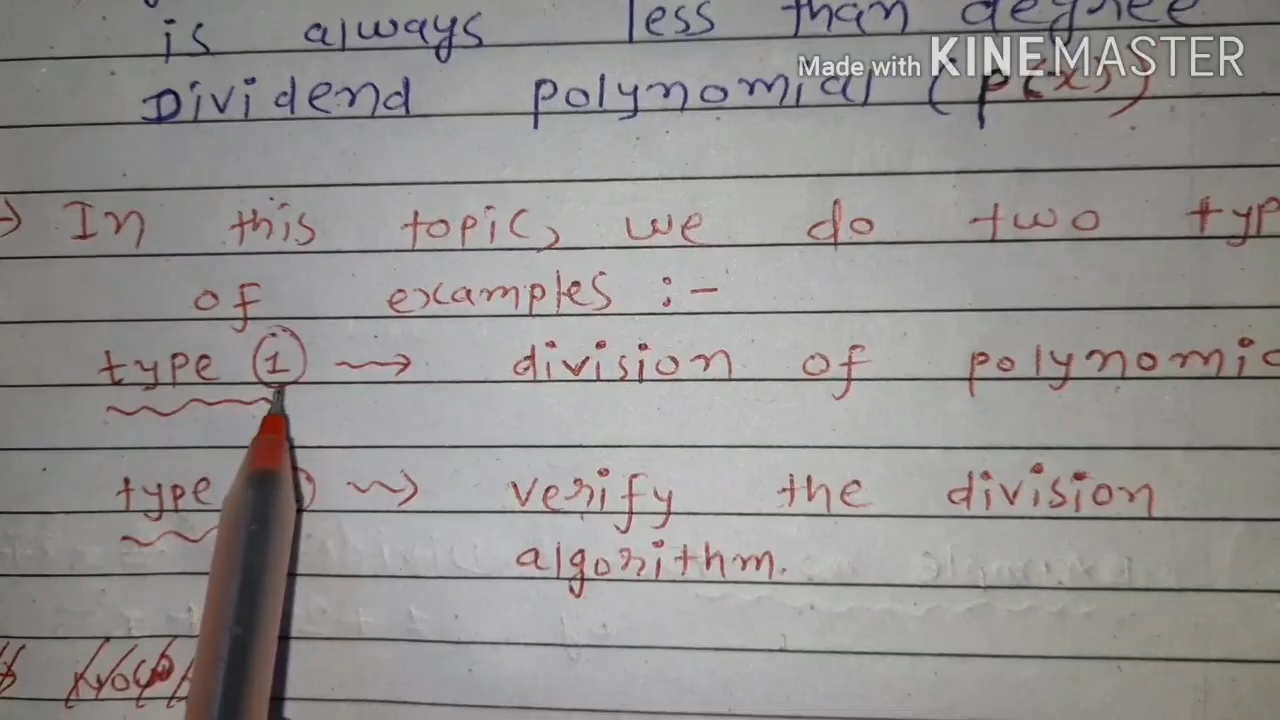 is always less than degree
Made with KINEMASTER
Dividend polynomial (p(x))
→ In this topic, we do two typ
of examples :-
type ① → division of polynomia
type → verify the division
algorithm.